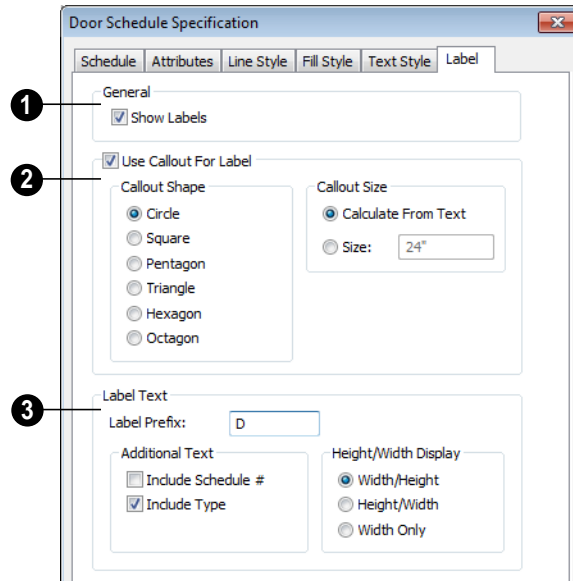 Door Schedule Specification
Schedule Attributes Line Style Fill Style Text Style Label
1
General
Show Labels
2
Use Callout For Label
Callout Shape
Circle
Square
Pentagon
Triangle
Hexagon
Octagon
Callout Size
Calculate From Text
Size: 24"
3
Label Text
Label Prefix: D
Additional Text
Include Schedule #
Include Type
Height/Width Display
Width/Height
Height/Width
Width Only